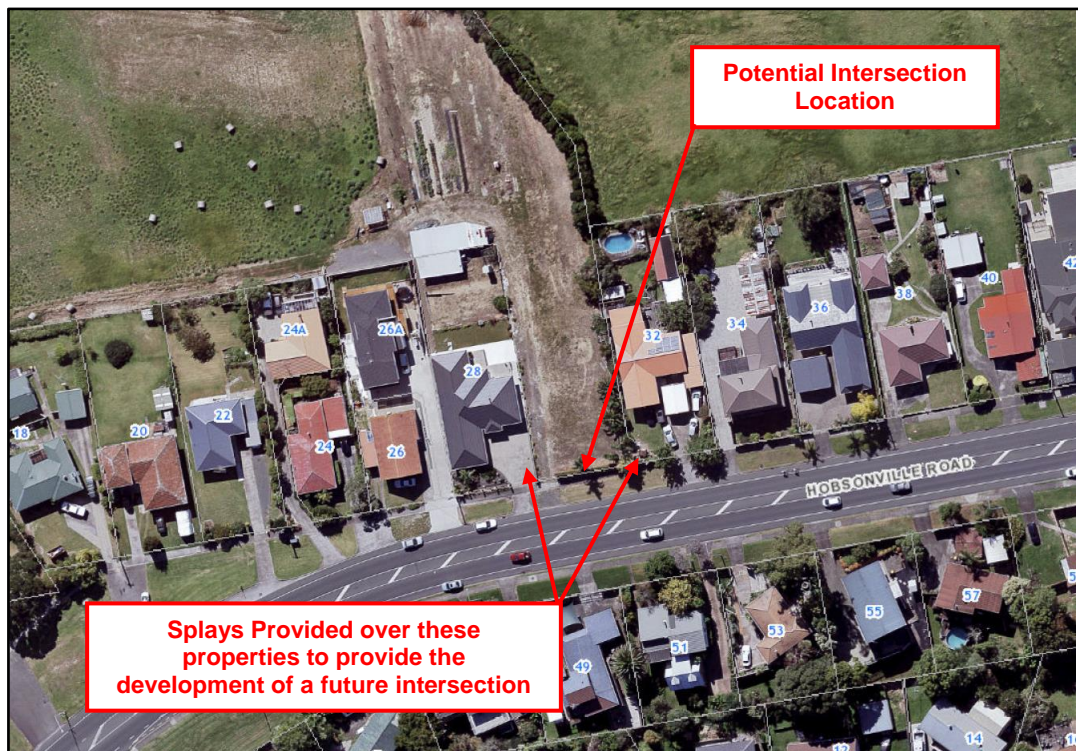 Potential Intersection
Location
42
40
38
36
34
32
24A
26A
28
22
20
18
24
26
HOBSONVILLE ROAD
57
55
53
51
49
Splays Provided over these
properties to provide the
development of a future intersection
14